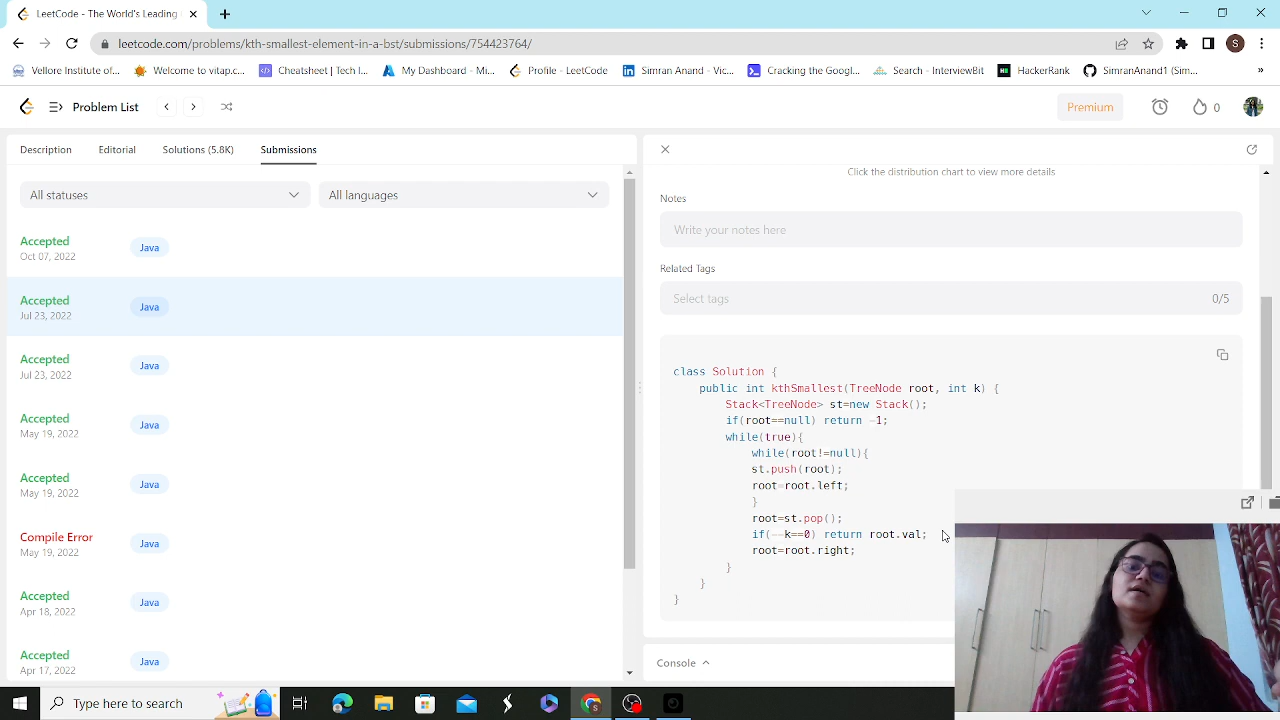 LeetCode - The World's Leading
leetcode.com/problems/kth-smallest-element-in-a-bst/submissions/754423764/
S
Vellore Institute of...
Welcome to vitap.c...
Cheatsheet | Tech I...
My Dashboard - Mi...
Profile - LeetCode
Simran Anand - Vic...
Cracking the Googl...
Search - InterviewBit
HackerRank
SimranAnand1 (Sim...
»
Problem List
Premium
0
Description
Editorial
Solutions (5.8K)
Submissions
All statuses
All languages
Accepted
Oct 07, 2022
Java
Accepted
Jul 23, 2022
Java
Accepted
Jul 23, 2022
Java
Accepted
May 19, 2022
Java
Accepted
May 19, 2022
Java
Compile Error
May 19, 2022
Java
Accepted
Apr 18, 2022
Java
Accepted
Apr 17, 2022
Java
Click the distribution chart to view more details
Notes
Write your notes here
Related Tags
Select tags
0/5
class Solution {
public int kthSmallest(TreeNode root, int k) {
Stack<TreeNode> st=new Stack();
if(root==null) return -1;
while(true){
while(root!=null){
st.push(root);
root=root.left;
}
root=st.pop();
if(--k==0) return root.val;
root=root.right;
}
}
}
Console
Type here to search